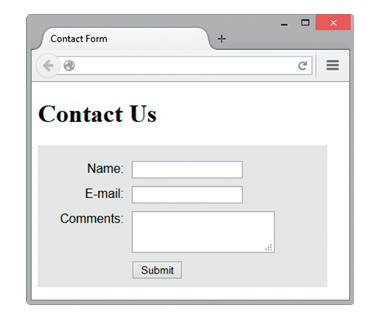 Contact Form
Contact Us
Name:
E-mail:
Comments:
Submit